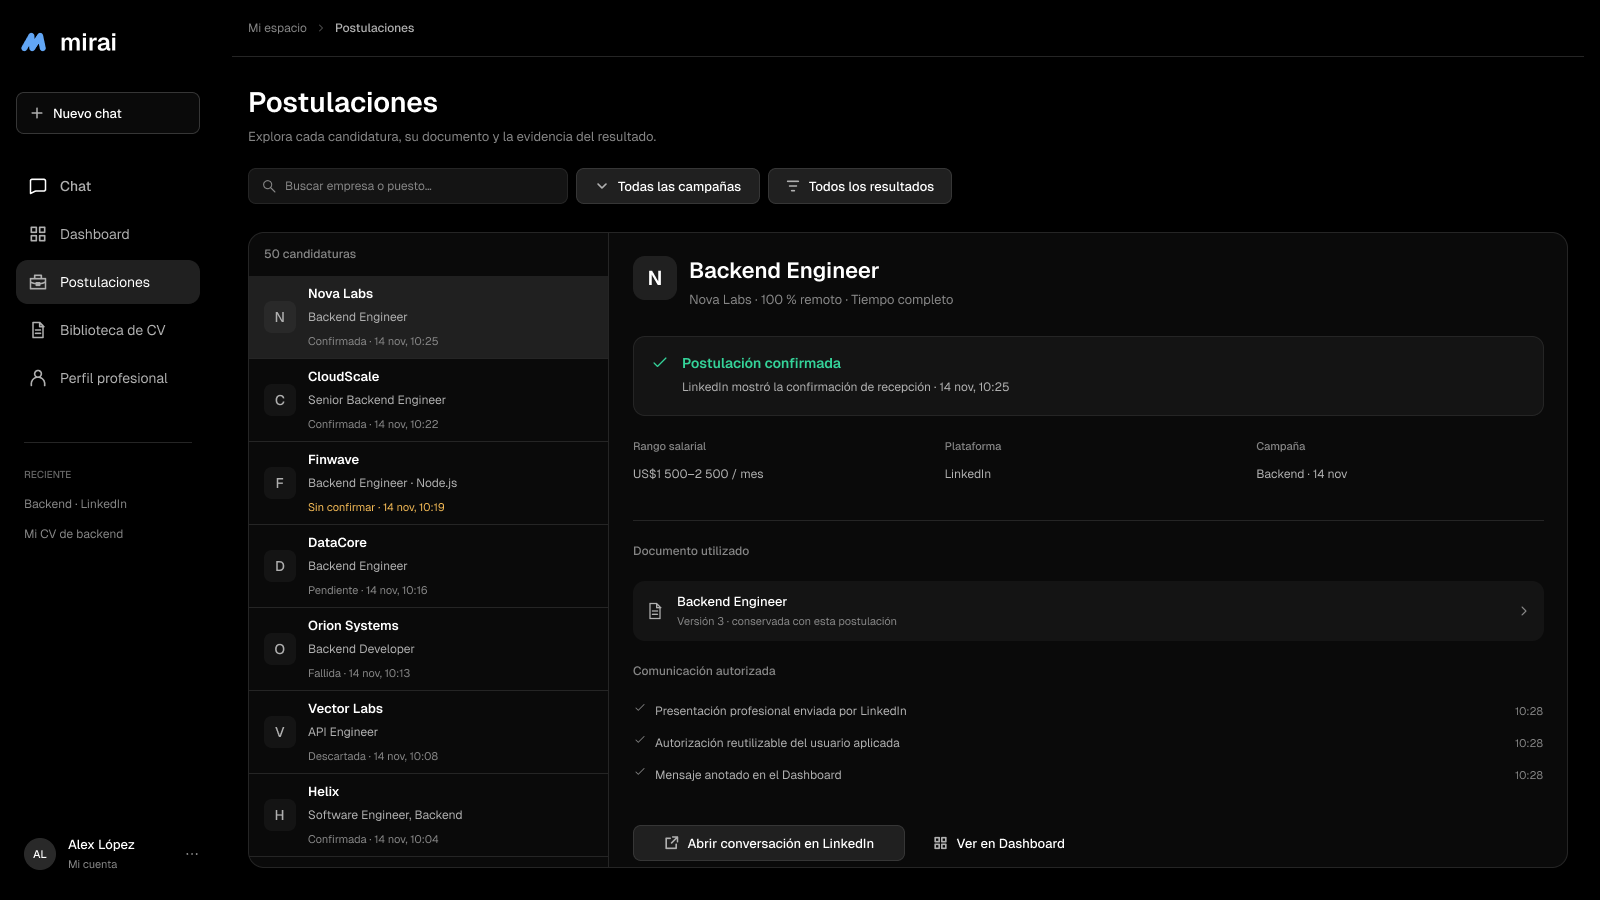 mirai
Nuevo chat
Chat
Dashboard
Postulaciones
Biblioteca de CV
Perfil profesional
RECIENTE
Backend · LinkedIn
Mi CV de backend
AL
Alex López
Mi cuenta
Mi espacio
Postulaciones
Postulaciones
Explora cada candidatura, su documento y la evidencia del resultado.
Buscar empresa o puesto…
Todas las campañas
Todos los resultados
50 candidaturas
N
Nova Labs
Backend Engineer
Confirmada · 14 nov, 10:25
C
CloudScale
Senior Backend Engineer
Confirmada · 14 nov, 10:22
F
Finwave
Backend Engineer · Node.js
Sin confirmar · 14 nov, 10:19
D
DataCore
Backend Engineer
Pendiente · 14 nov, 10:16
O
Orion Systems
Backend Developer
Fallida · 14 nov, 10:13
V
Vector Labs
API Engineer
Descartada · 14 nov, 10:08
H
Helix
Software Engineer, Backend
Confirmada · 14 nov, 10:04
N
Backend Engineer
Nova Labs · 100 % remoto · Tiempo completo
Postulación confirmada
LinkedIn mostró la confirmación de recepción · 14 nov, 10:25
Rango salarial
US$1 500–2 500 / mes
Plataforma
LinkedIn
Campaña
Backend · 14 nov
Documento utilizado
Backend Engineer
Versión 3 · conservada con esta postulación
Comunicación autorizada
Presentación profesional enviada por LinkedIn 10:28
Autorización reutilizable del usuario aplicada 10:28
Mensaje anotado en el Dashboard 10:28
Abrir conversación en LinkedIn
Ver en Dashboard